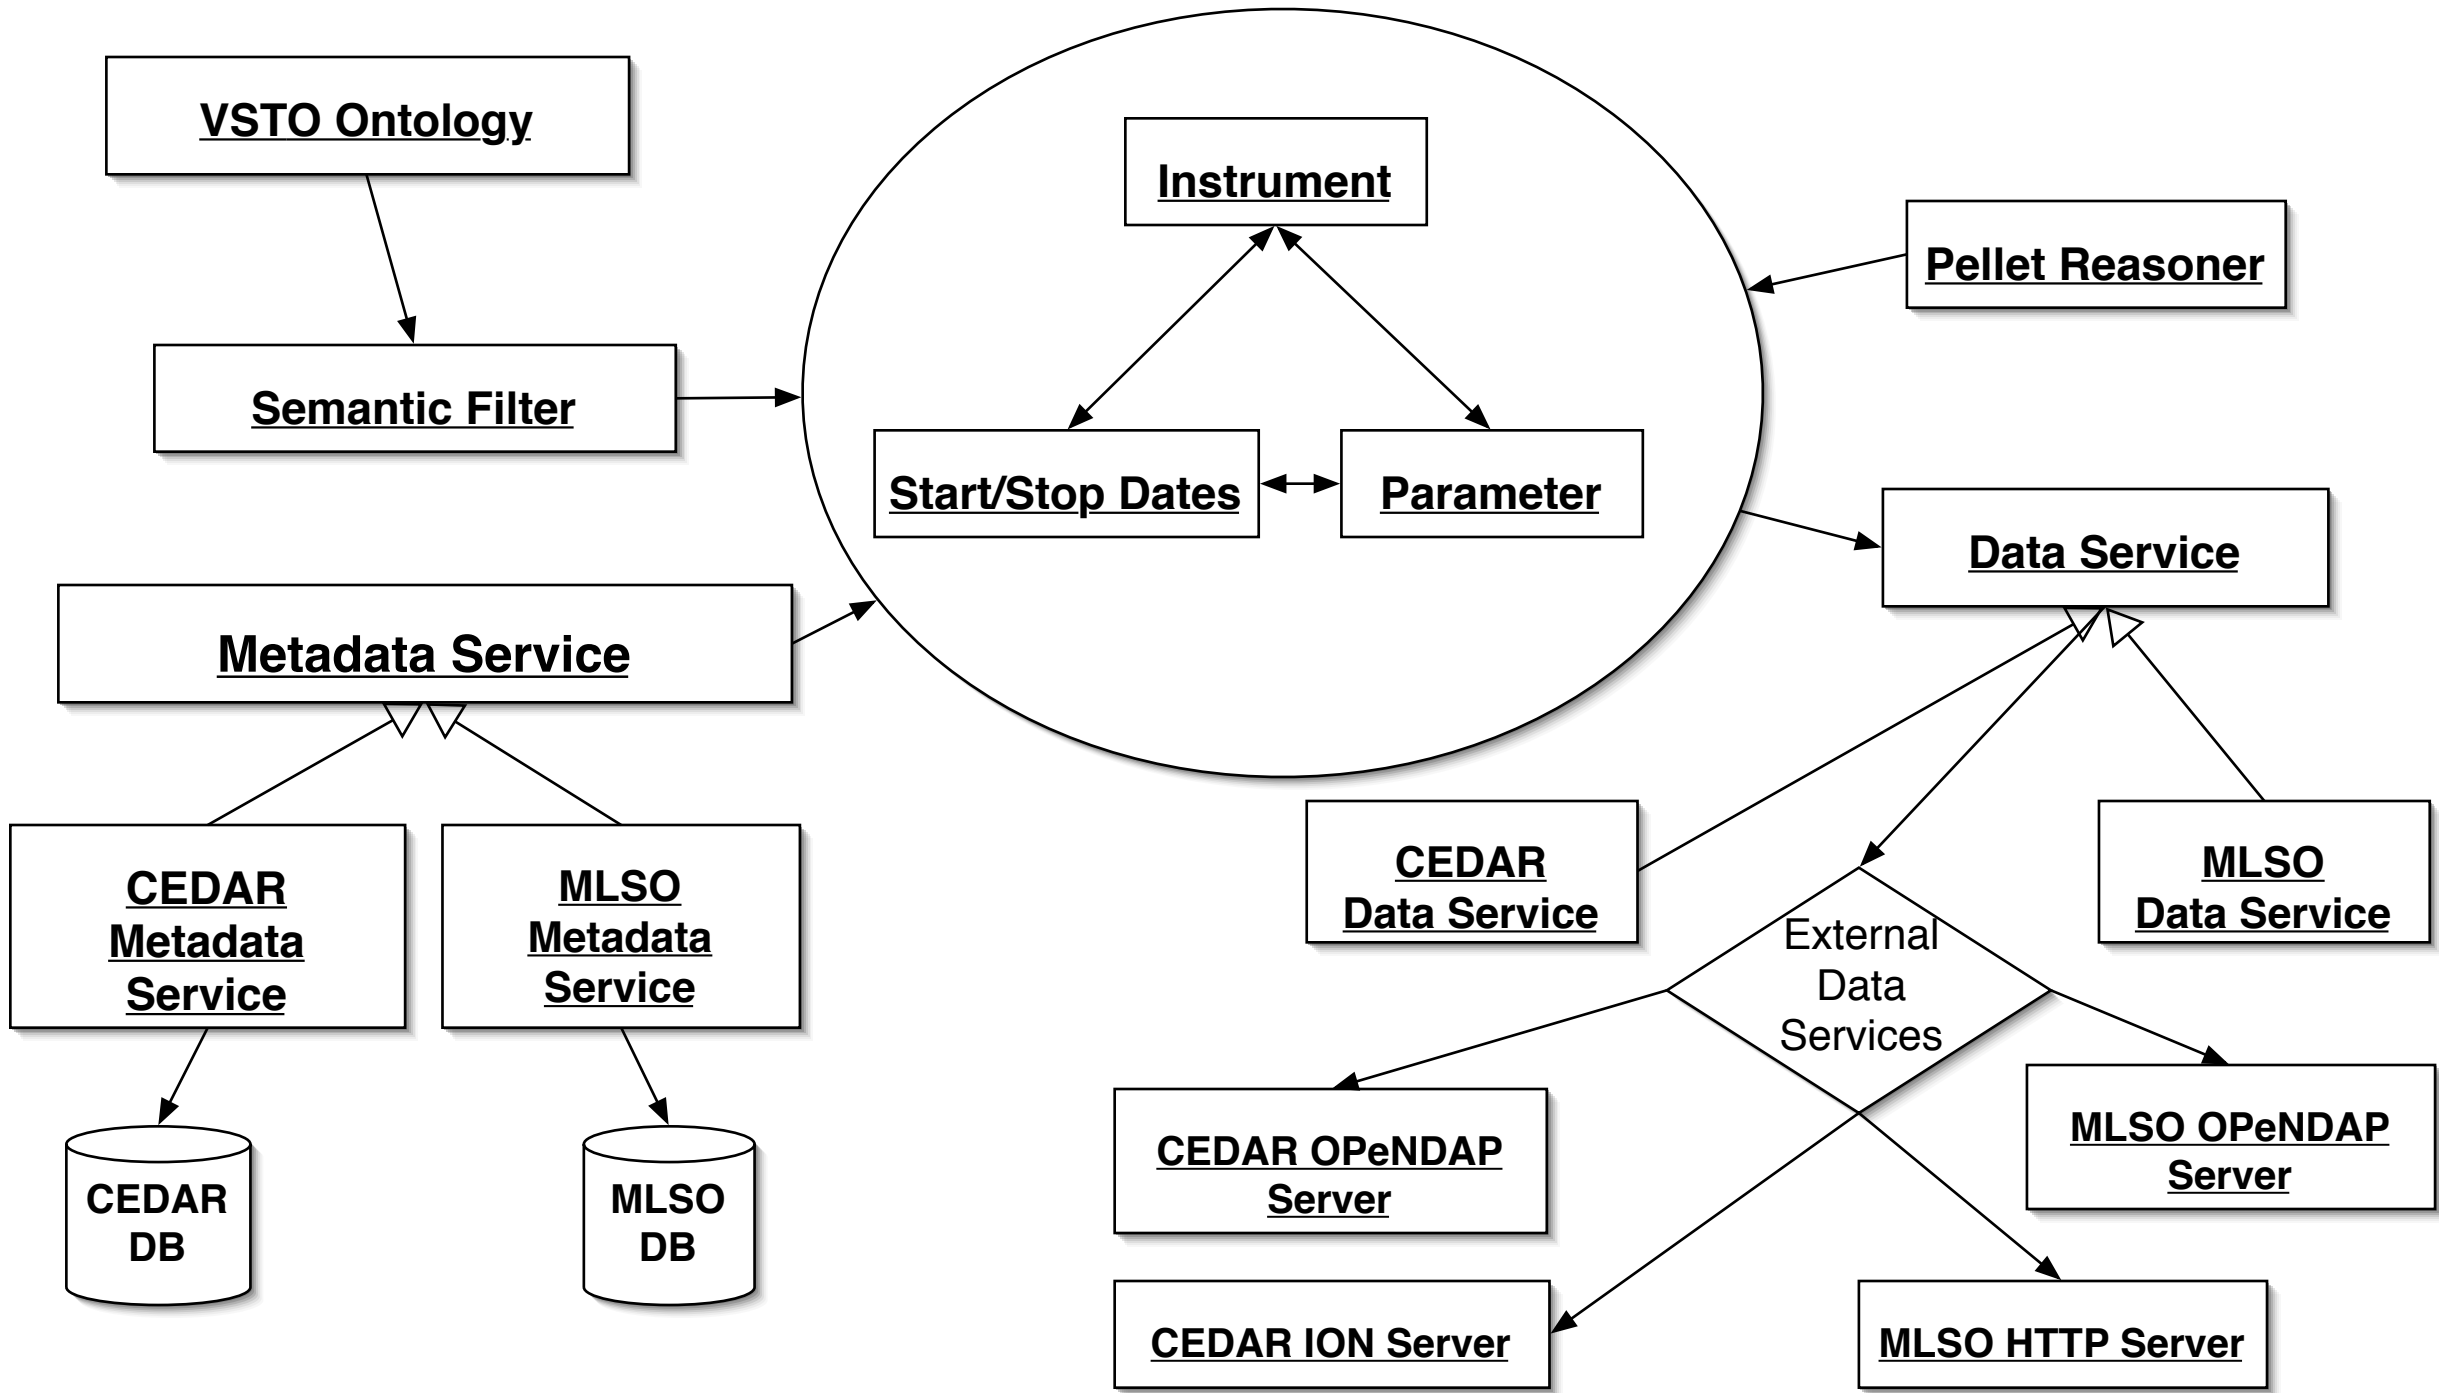 VSTO Ontology
Instrument
Pellet Reasoner
Semantic Filter
Start/Stop Dates
Parameter
Data Service
Metadata Service
CEDAR
Metadata
Service
MLSO
Metadata
Service
CEDAR
Data Service
External
Data
Services
MLSO
Data Service
CEDAR
DB
MLSO
DB
CEDAR OPeNDAP
Server
MLSO OPeNDAP
Server
CEDAR ION Server
MLSO HTTP Server